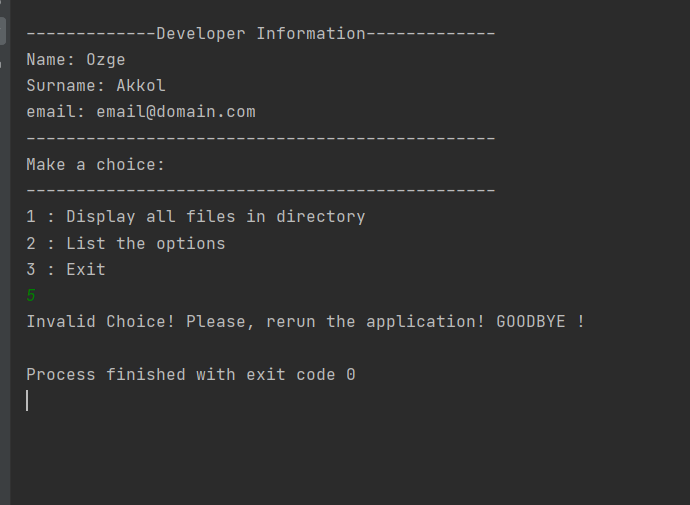 -------------Developer Information-------------
Name: Ozge
Surname: Akkol
email: email@domain.com
-----------------------------------------------
Make a choice:
-----------------------------------------------
1 : Display all files in directory
2 : List the options
3 : Exit
5
Invalid Choice! Please, rerun the application! GOODBYE !
Process finished with exit code 0